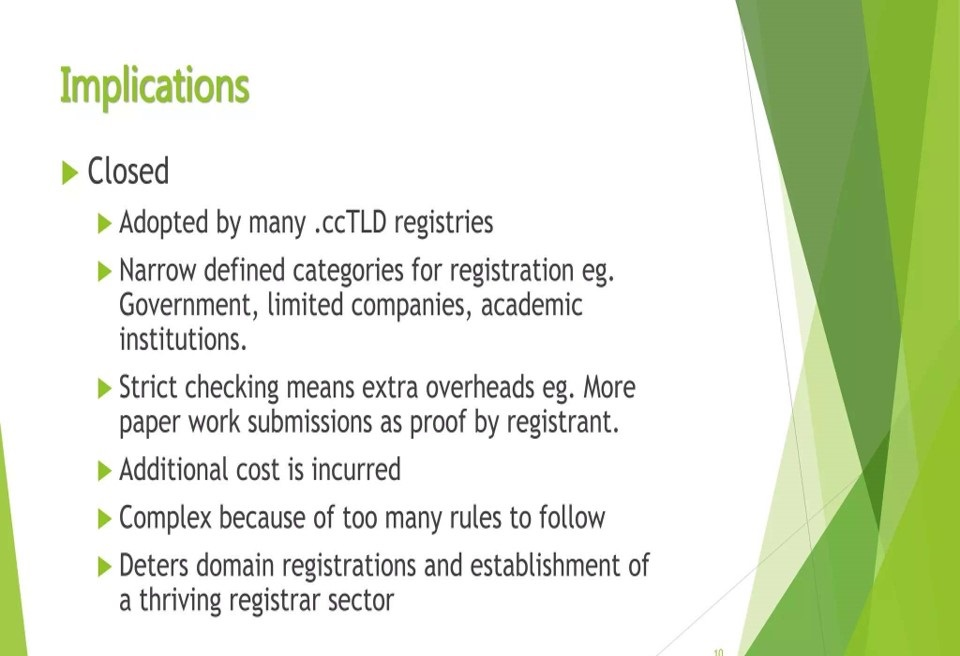 Implications
Closed
Adopted by many .ccTLD registries
Narrow defined categories for registration eg.
Government, limited companies, academic
institutions.
Strict checking means extra overheads eg. More
paper work submissions as proof by registrant.
Additional cost is incurred
Complex because of too many rules to follow
Deters domain registrations and establishment of
a thriving registrar sector
10